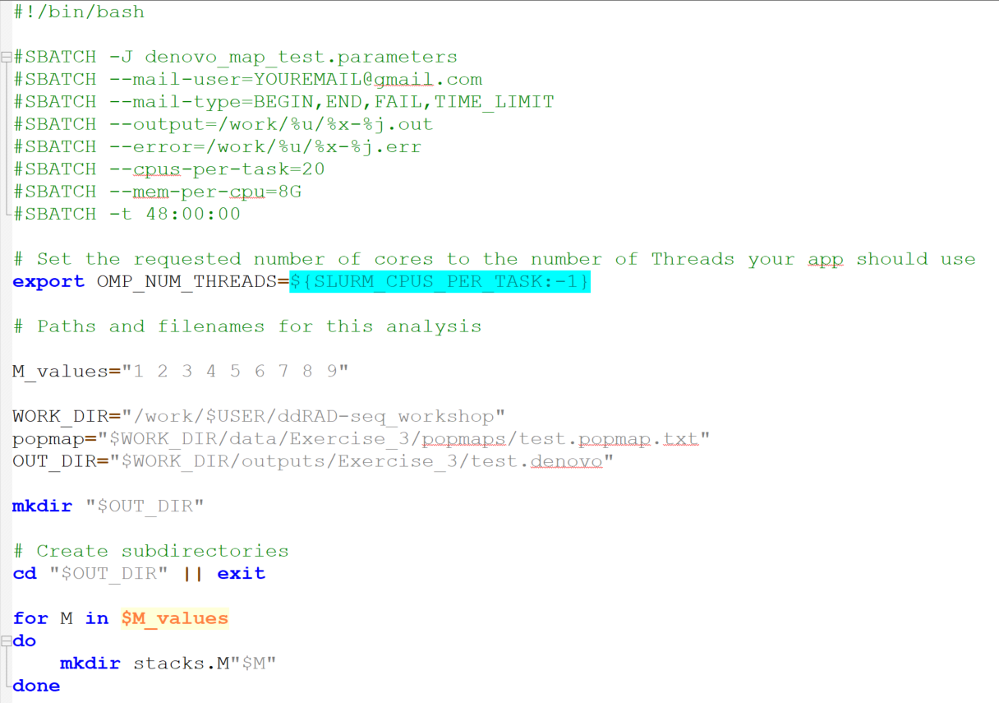 #!/bin/bash
#SBATCH -J denovo_map_test.parameters
#SBATCH --mail-user=YOUREMAIL@gmail.com
#SBATCH --mail-type=BEGIN,END,FAIL,TIME_LIMIT
#SBATCH --output=/work/%u/%x-%j.out
#SBATCH --error=/work/%u/%x-%j.err
#SBATCH --cpus-per-task=20
#SBATCH --mem-per-cpu=8G
#SBATCH -t 48:00:00
# Set the requested number of cores to the number of Threads your app should use
export OMP_NUM_THREADS=${SLURM_CPUS_PER_TASK:-1}
# Paths and filenames for this analysis
M_values="1 2 3 4 5 6 7 8 9"
WORK_DIR="/work/$USER/ddRAD-seq_workshop"
popmap="$WORK_DIR/data/Exercise_3/popmaps/test.popmap.txt"
OUT_DIR="$WORK_DIR/outputs/Exercise_3/test.denovo"
mkdir "$OUT_DIR"
# Create subdirectories
cd "$OUT_DIR" || exit
for M in $M_values
do
    mkdir stacks.M"$M"
done